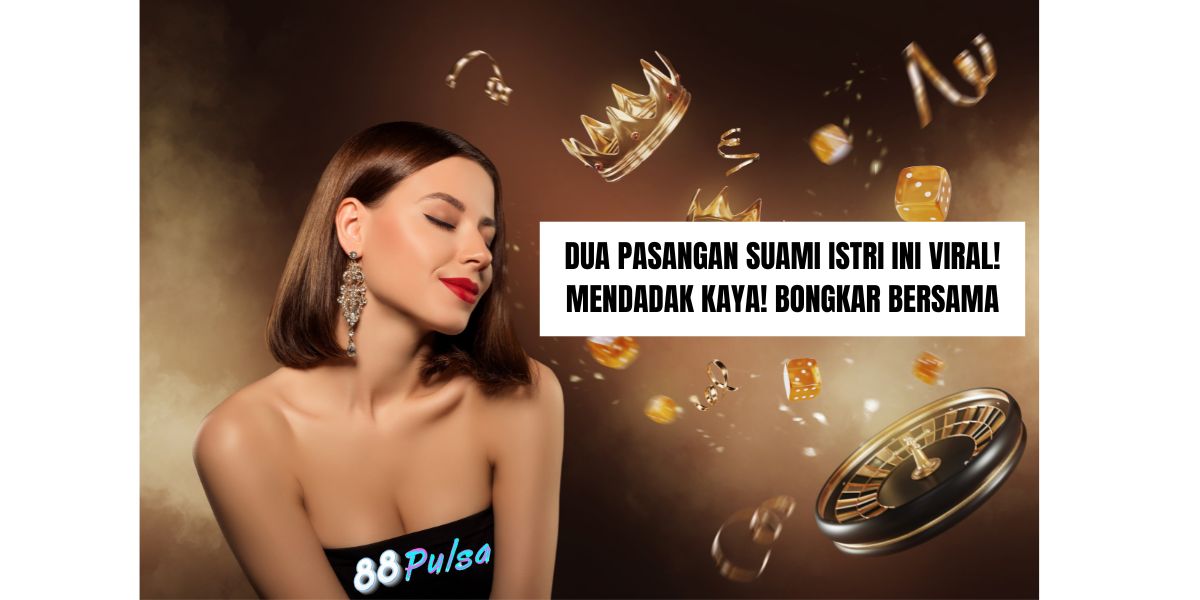 DUA PASANGAN SUAMI ISTRI INI VIRAL!
MENDADAK KAYA! BONGKAR BERSAMA
88Pulsa